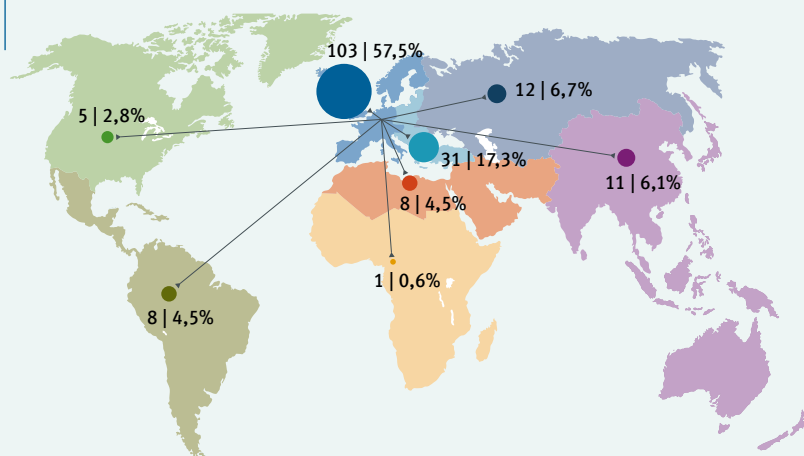 103 | 57,5%
12 | 6,7%
5 | 2,8%
31 | 17,3%
11 | 6,1%
8 | 4,5%
1 | 0,6%
8 | 4,5%